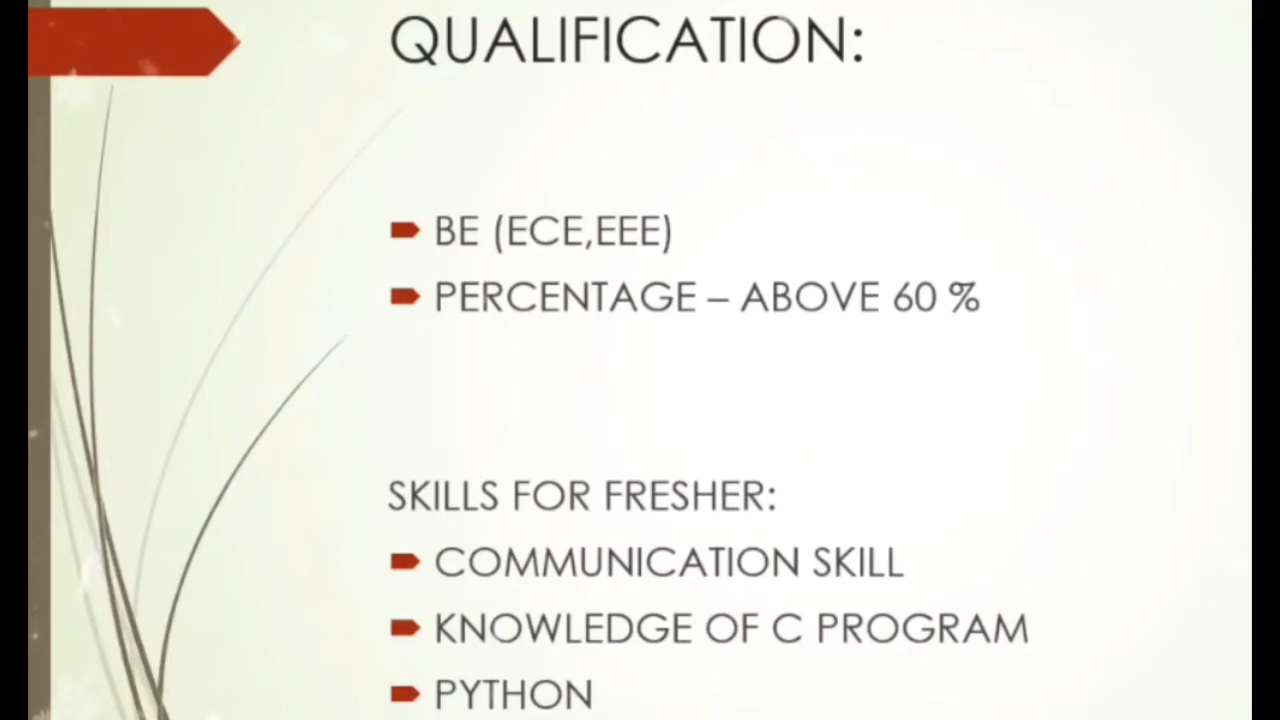 QUALIFICATION:
BE (ECE,EEE)
PERCENTAGE – ABOVE 60 %
SKILLS FOR FRESHER:
COMMUNICATION SKILL
KNOWLEDGE OF C PROGRAM
PYTHON